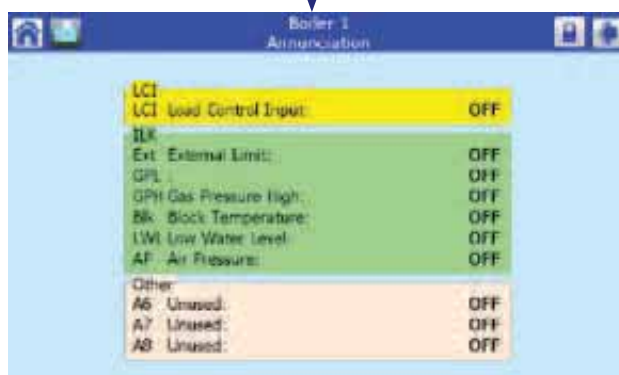 Boiler 1
Annunciation
LCI
LCI Load Control Input: OFF
ILK
Ext External Limit: OFF
GPL : OFF
GPH Gas Pressure High: OFF
Blk Block Temperature: OFF
LWL Low Water Level: OFF
AP Air Pressure: OFF
Other
A6 Unused: OFF
A7 Unused: OFF
A8 Unused: OFF